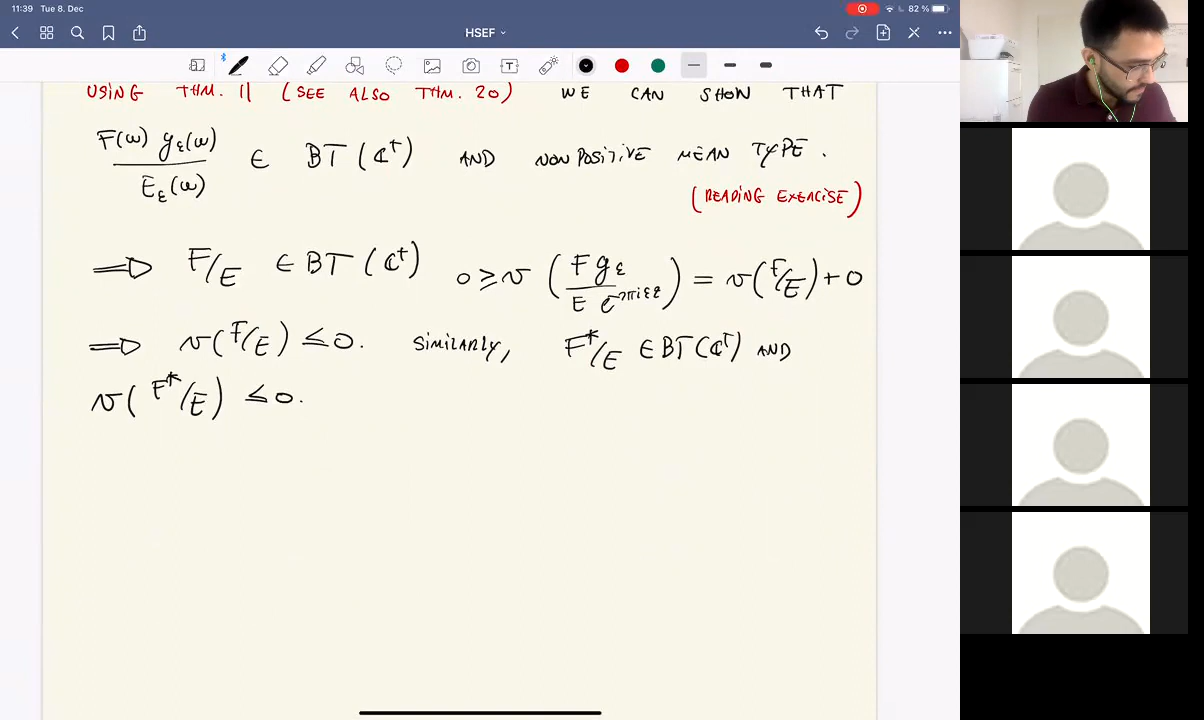 11:39 Tue 8. Dec 82 %
HSEF
USING THM. 11 (SEE ALSO THM. 20) WE CAN SHOW THAT
F(ω) g_ε(ω) / E_ε(ω) ∈ BT(ℂ⁺) AND NONPOSITIVE MEAN TYPE.
(READING EXERCISE)
⟹ F/E ∈ BT(ℂ⁺) 0 ≥ v(F g_ε / E e^{2πiεz}) = v(F/E) + 0
⟹ v(F/E) ≤ 0. SIMILARLY, F*/E ∈ BT(ℂ⁺) AND
v(F*/E) ≤ 0.